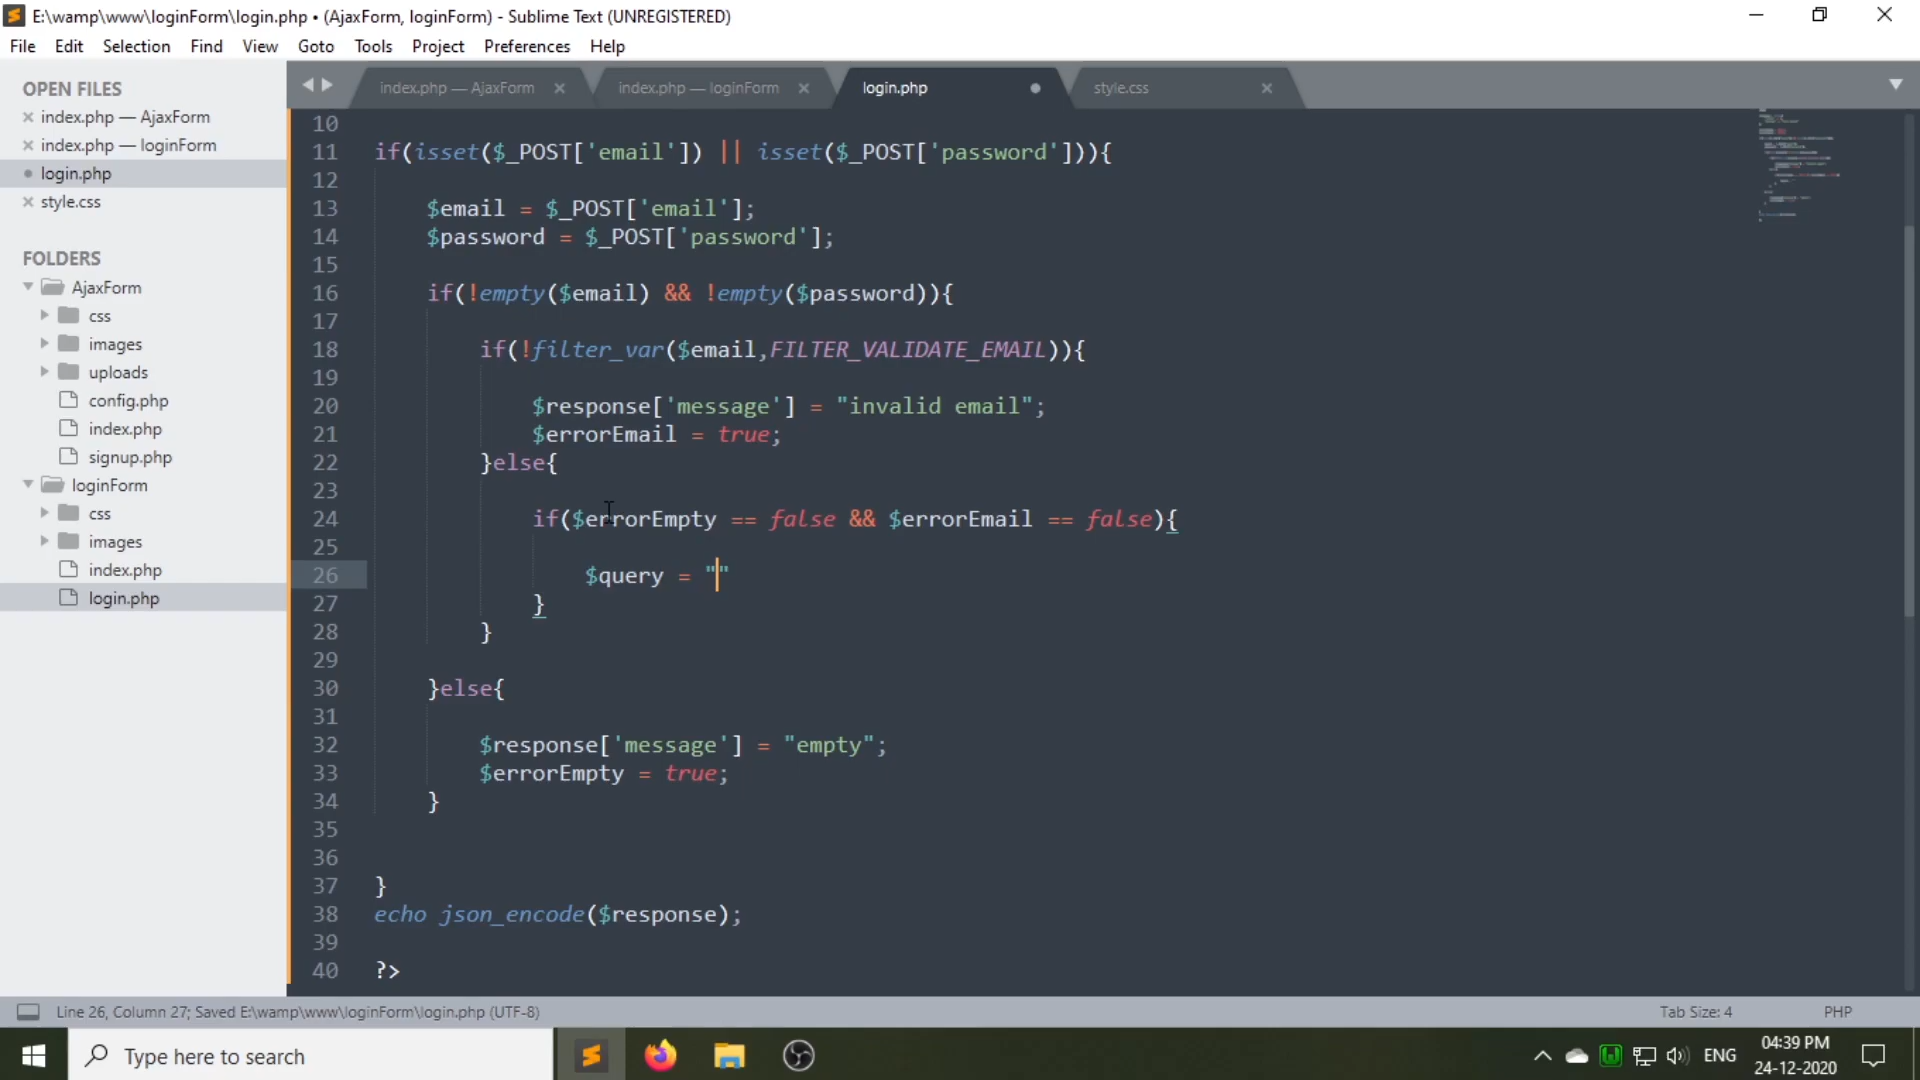 E:\wamp\www\loginForm\login.php • (AjaxForm, loginForm) - Sublime Text (UNREGISTERED)
File Edit Selection Find View Goto Tools Project Preferences Help
OPEN FILES
index.php — AjaxForm
index.php — loginForm
login.php
style.css
FOLDERS
AjaxForm
css
images
uploads
config.php
index.php
signup.php
loginForm
css
images
index.php
login.php
index.php — AjaxForm index.php — loginForm login.php style.css
10
11 if(isset($_POST['email']) || isset($_POST['password'])){
12
13 $email = $_POST['email'];
14 $password = $_POST['password'];
15
16 if(!empty($email) && !empty($password)){
17
18 if(!filter_var($email,FILTER_VALIDATE_EMAIL)){
19
20 $response['message'] = "invalid email";
21 $errorEmail = true;
22 }else{
23
24 if($errorEmpty == false && $errorEmail == false){
25
26 $query = ""
27 }
28 }
29
30 }else{
31
32 $response['message'] = "empty";
33 $errorEmpty = true;
34 }
35
36
37 }
38 echo json_encode($response);
39
40 ?>
Line 26, Column 27; Saved E:\wamp\www\loginForm\login.php (UTF-8) Tab Size: 4 PHP
Type here to search ENG 04:39 PM
24-12-2020